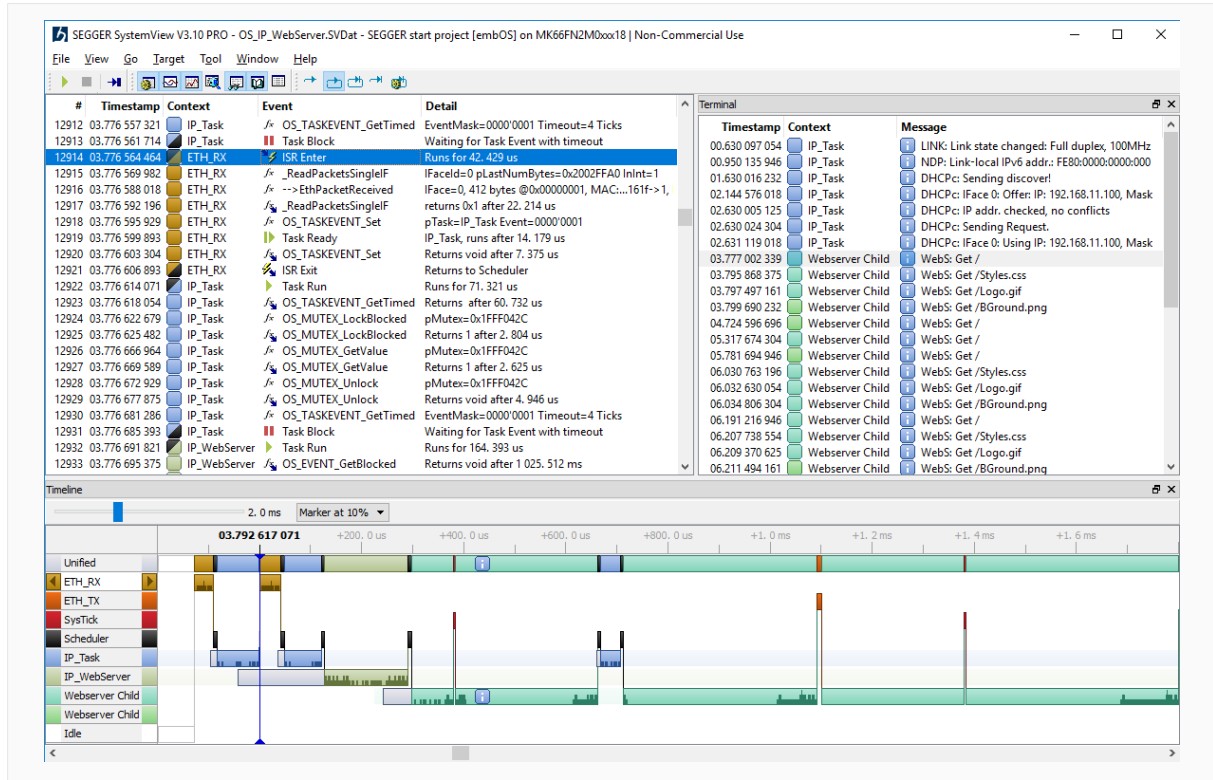 SEGGER SystemView V3.10 PRO - OS_IP_WebServer.SVDat - SEGGER start project [embOS] on MK66FN2M0xxx18 | Non-Commercial Use
File View Go Target Tool Window Help
# Timestamp Context Event Detail
12912 03.776 557 321 IP_Task OS_TASKEVENT_GetTimed EventMask=0000'0001 Timeout=4 Ticks
12913 03.776 561 714 IP_Task Task Block Waiting for Task Event with timeout
12914 03.776 564 464 ETH_RX ISR Enter Runs for 42. 429 us
12915 03.776 569 982 ETH_RX _ReadPacketsSingleIF IFaceId=0 pLastNumBytes=0x2002FFA0 InInt=1
12916 03.776 588 018 ETH_RX -->EthPacketReceived IFace=0, 412 bytes @0x00000001, MAC:...161f->1,
12917 03.776 592 196 ETH_RX _ReadPacketsSingleIF returns 0x1 after 22. 214 us
12918 03.776 595 929 ETH_RX OS_TASKEVENT_Set pTask=IP_Task Event=0000'0001
12919 03.776 599 893 ETH_RX Task Ready IP_Task, runs after 14. 179 us
12920 03.776 603 304 ETH_RX OS_TASKEVENT_Set Returns void after 7. 375 us
12921 03.776 606 893 ETH_RX ISR Exit Returns to Scheduler
12922 03.776 614 071 IP_Task Task Run Runs for 71. 321 us
12923 03.776 618 054 IP_Task OS_TASKEVENT_GetTimed Returns after 60. 732 us
12924 03.776 622 679 IP_Task OS_MUTEX_LockBlocked pMutex=0x1FFF042C
12925 03.776 625 482 IP_Task OS_MUTEX_LockBlocked Returns 1 after 2. 804 us
12926 03.776 666 964 IP_Task OS_MUTEX_GetValue pMutex=0x1FFF042C
12927 03.776 669 589 IP_Task OS_MUTEX_GetValue Returns 1 after 2. 625 us
12928 03.776 672 929 IP_Task OS_MUTEX_Unlock pMutex=0x1FFF042C
12929 03.776 677 875 IP_Task OS_MUTEX_Unlock Returns void after 4. 946 us
12930 03.776 681 286 IP_Task OS_TASKEVENT_GetTimed EventMask=0000'0001 Timeout=4 Ticks
12931 03.776 685 393 IP_Task Task Block Waiting for Task Event with timeout
12932 03.776 691 821 IP_WebServer Task Run Runs for 164. 393 us
12933 03.776 695 375 IP_WebServer OS_EVENT_GetBlocked Returns void after 1 025. 512 ms
Terminal
Timestamp Context Message
00.630 097 054 IP_Task LINK: Link state changed: Full duplex, 100MHz
00.950 135 946 IP_Task NDP: Link-local IPv6 addr.: FE80:0000:0000:000
01.630 016 232 IP_Task DHCPc: Sending discover!
02.144 576 018 IP_Task DHCPc: IFace 0: Offer: IP: 192.168.11.100, Mask
02.630 005 125 IP_Task DHCPc: IP addr. checked, no conflicts
02.630 024 304 IP_Task DHCPc: Sending Request.
02.631 119 018 IP_Task DHCPc: IFace 0: Using IP: 192.168.11.100, Mask
03.777 002 339 Webserver Child WebS: Get /
03.795 868 375 Webserver Child WebS: Get /Styles.css
03.797 497 161 Webserver Child WebS: Get /Logo.gif
03.799 690 232 Webserver Child WebS: Get /BGround.png
04.724 596 696 Webserver Child WebS: Get /
05.317 674 304 Webserver Child WebS: Get /
05.781 694 946 Webserver Child WebS: Get /
06.030 763 196 Webserver Child WebS: Get /Styles.css
06.032 630 054 Webserver Child WebS: Get /Logo.gif
06.034 806 304 Webserver Child WebS: Get /BGround.png
06.191 216 946 Webserver Child WebS: Get /
06.207 738 554 Webserver Child WebS: Get /Styles.css
06.209 370 625 Webserver Child WebS: Get /Logo.gif
06.211 494 161 Webserver Child WebS: Get /BGround.png
Timeline
2. 0 ms Marker at 10%
03.792 617 071 +200. 0 us +400. 0 us +600. 0 us +800. 0 us +1. 0 ms +1. 2 ms +1. 4 ms +1. 6 ms
Unified
ETH_RX
ETH_TX
SysTick
Scheduler
IP_Task
IP_WebServer
Webserver Child
Webserver Child
Idle